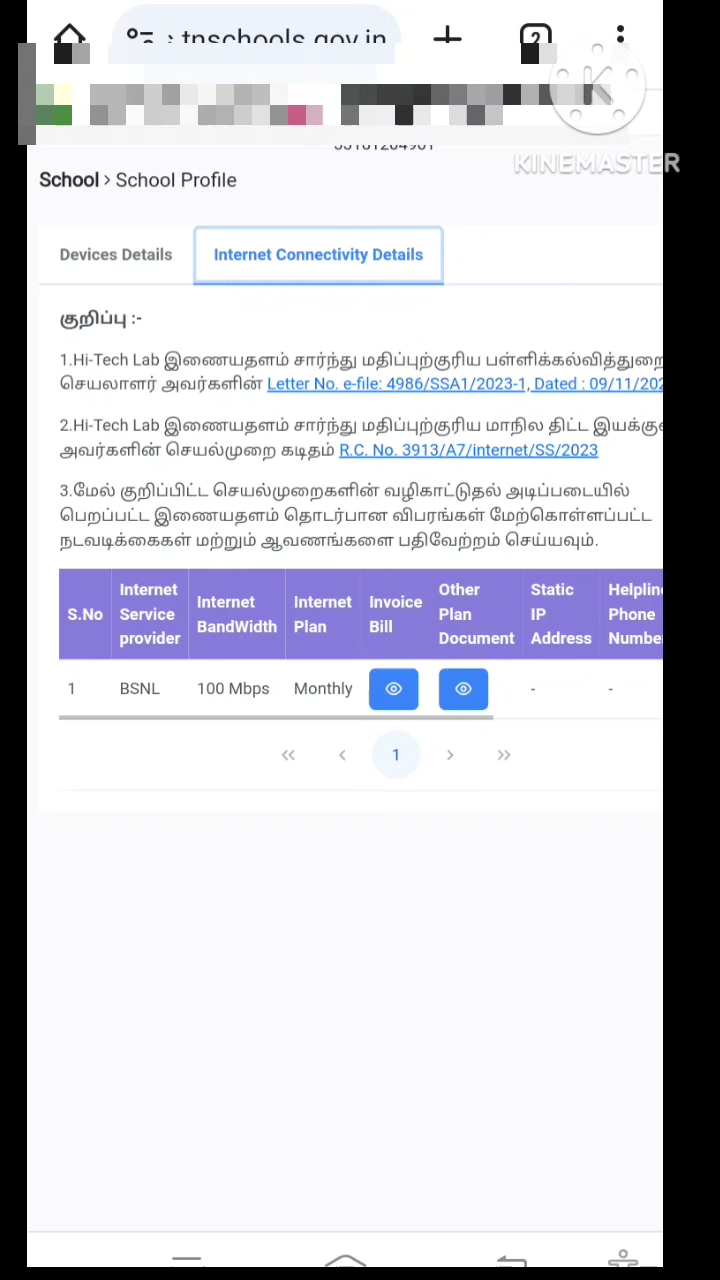 tnschools.gov.in
2
KINEMASTER
School > School Profile
Devices Details
Internet Connectivity Details
குறிப்பு :-
1.Hi-Tech Lab இணையதளம் சார்ந்து மதிப்புற்குரிய பள்ளிக்கல்வித்துறை
செயலாளர் அவர்களின் Letter No. e-file: 4986/SSA1/2023-1, Dated : 09/11/202
2.Hi-Tech Lab இணையதளம் சார்ந்து மதிப்புற்குரிய மாநில திட்ட
அவர்களின் செயல்முறை கடிதம் R.C. No. 3913/A7/internet/SS/2023
3.மேல் குறிப்பிட்ட செயல்முறைகளின் வழிகாட்டுதல் அடிப்படையில்
பெறப்பட்ட இணையதளம் தொடர்பான விபரங்கள் மேற்கொள்ளப்பட்ட
நடவடிக்கைகள் மற்றும் ஆவணங்களை பதிவேற்றம் செய்யவும்.
S.No
Internet
Service
provider
Internet
BandWidth
Internet
Plan
Invoice
Bill
Other
Plan
Document
Static
IP
Address
Helplin
Phone
Numbe
1 BSNL 100 Mbps Monthly - -
<< < 1 > >>